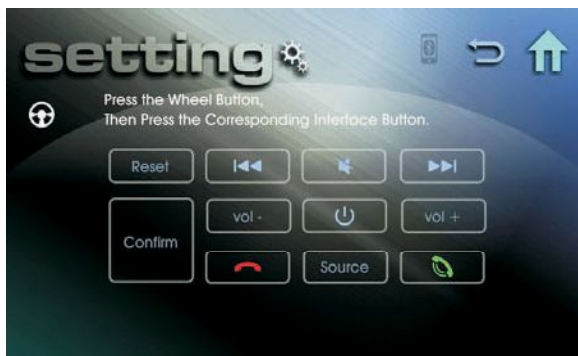 setting
Press the Wheel Button,
Then Press the Corresponding Interface Button.
Reset
vol -
vol +
Confirm
Source